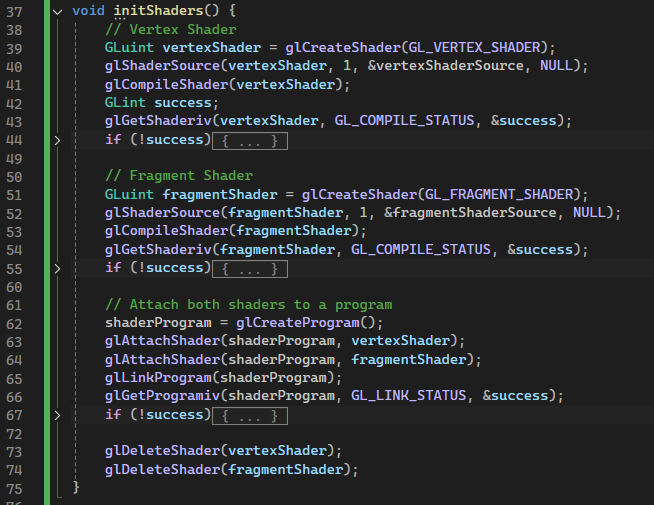 37 void initShaders() {
38 // Vertex Shader
39 GLuint vertexShader = glCreateShader(GL_VERTEX_SHADER);
40 glShaderSource(vertexShader, 1, &vertexShaderSource, NULL);
41 glCompileShader(vertexShader);
42 GLint success;
43 glGetShaderiv(vertexShader, GL_COMPILE_STATUS, &success);
44 if (!success) { ... }
49
50 // Fragment Shader
51 GLuint fragmentShader = glCreateShader(GL_FRAGMENT_SHADER);
52 glShaderSource(fragmentShader, 1, &fragmentShaderSource, NULL);
53 glCompileShader(fragmentShader);
54 glGetShaderiv(fragmentShader, GL_COMPILE_STATUS, &success);
55 if (!success) { ... }
60
61 // Attach both shaders to a program
62 shaderProgram = glCreateProgram();
63 glAttachShader(shaderProgram, vertexShader);
64 glAttachShader(shaderProgram, fragmentShader);
65 glLinkProgram(shaderProgram);
66 glGetProgramiv(shaderProgram, GL_LINK_STATUS, &success);
67 if (!success) { ... }
72
73 glDeleteShader(vertexShader);
74 glDeleteShader(fragmentShader);
75 }